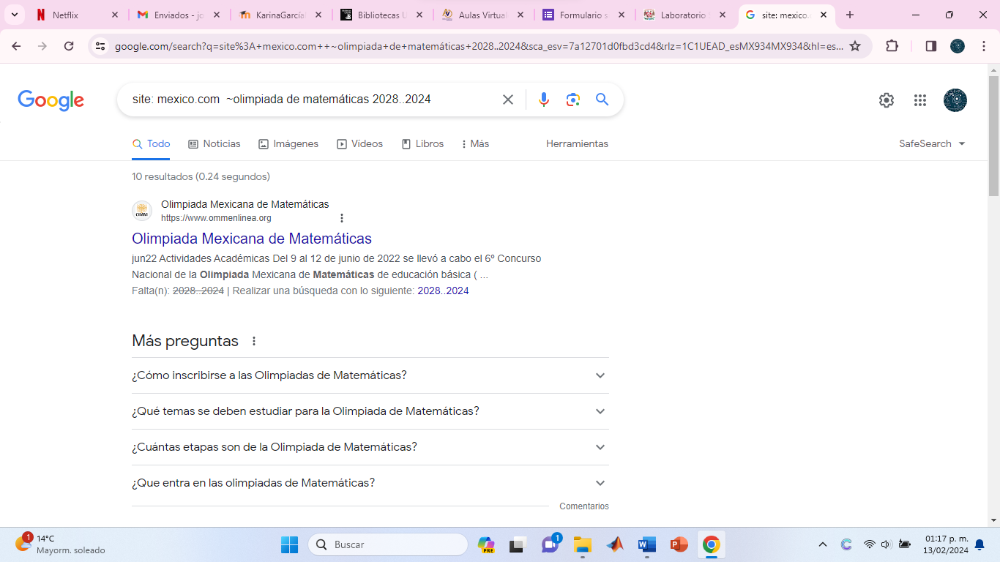 Netflix
Enviados - jo
KarinaGarcía
Bibliotecas U
Aulas Virtual
Formulario s
Laboratorio S
site: mexico.c
google.com/search?q=site%3A+mexico.com++~olimpiada+de+matemáticas+2028..2024&sca_esv=7a12701d0fbd3cd4&rlz=1C1UEAD_esMX934MX934&hl=es...
Google
site: mexico.com  ~olimpiada de matemáticas 2028..2024
Todo
Noticias
Imágenes
Vídeos
Libros
Más
Herramientas
SafeSearch
10 resultados (0.24 segundos)
OMM
Olimpiada Mexicana de Matemáticas
https://www.ommenlinea.org
Olimpiada Mexicana de Matemáticas
jun22 Actividades Académicas Del 9 al 12 de junio de 2022 se llevó a cabo el 6º Concurso
Nacional de la Olimpiada Mexicana de Matemáticas de educación básica ( ...
Falta(n): 2028..2024 | Realizar una búsqueda con lo siguiente: 2028..2024
Más preguntas
¿Cómo inscribirse a las Olimpiadas de Matemáticas?
¿Qué temas se deben estudiar para la Olimpiada de Matemáticas?
¿Cuántas etapas son de la Olimpiada de Matemáticas?
¿Que entra en las olimpiadas de Matemáticas?
Comentarios
1
14°C
Mayorm. soleado
Buscar
PRE
1
01:17 p. m.
13/02/2024